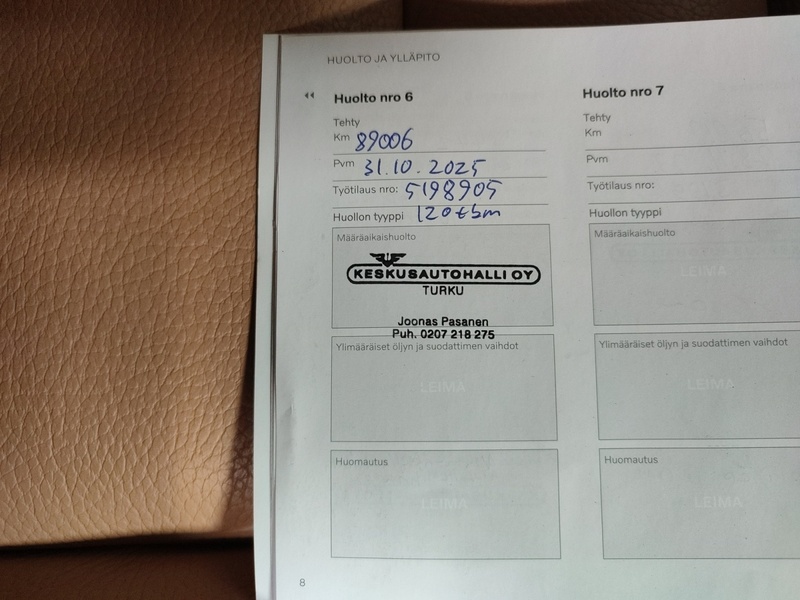 HUOLTO JA YLLÄPITO
Huolto nro 6
Tehty
Km 89006
Pvm 31.10.2025
Työtilaus nro: 5198905
Huollon tyyppi
Määräaikaishuolto
KESKUSAUTOHALLI OY
TURKU
Joonas Pasanen
Puh. 0207 218 275
Ylimääräiset öljyn ja suodattimen vaihdot
LEIMA
Huomautus
LEIMA
Huolto nro 7
Tehty
Km
Pvm
Työtilaus nro:
Huollon tyyppi
Määräaikaishuolto
LEIMA
Ylimääräiset öljyn ja suodattimen vaihdot
LEIMA
Huomautus
LEIMA
8